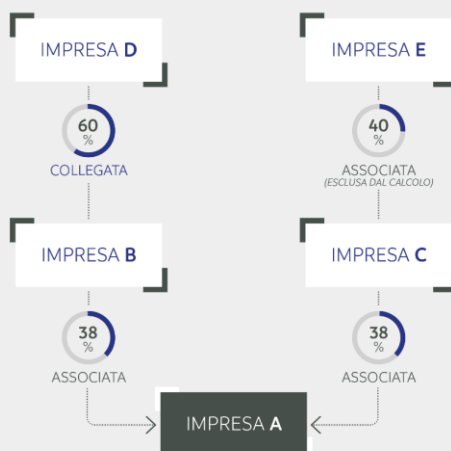 IMPRESA D
IMPRESA E
60
%
COLLEGATA
40
%
ASSOCIATA
(ESCLUSA DAL CALCOLO)
IMPRESA B
IMPRESA C
38
%
ASSOCIATA
38
%
ASSOCIATA
IMPRESA A